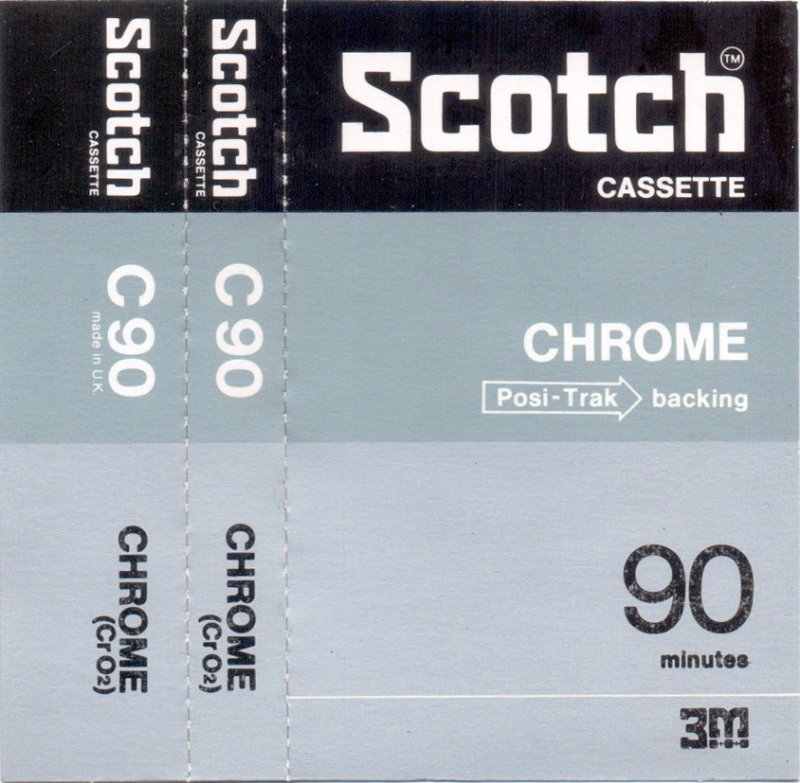 Scotch
CASSETTE
C 90
made in U.K
CHROME
(CrO2)
Scotch
CASSETTE
C 90
CHROME
(CrO2)
Scotch™
CASSETTE
CHROME
Posi-Trak backing
90
minutes
3M